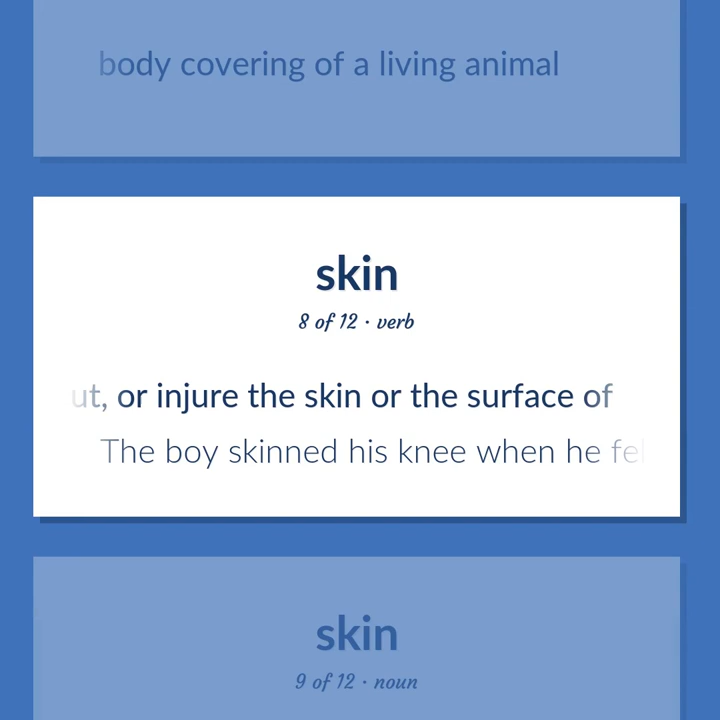 body covering of a living animal
skin
8 of 12 · verb
ut, or injure the skin or the surface of
The boy skinned his knee when he fel
skin
9 of 12 · noun